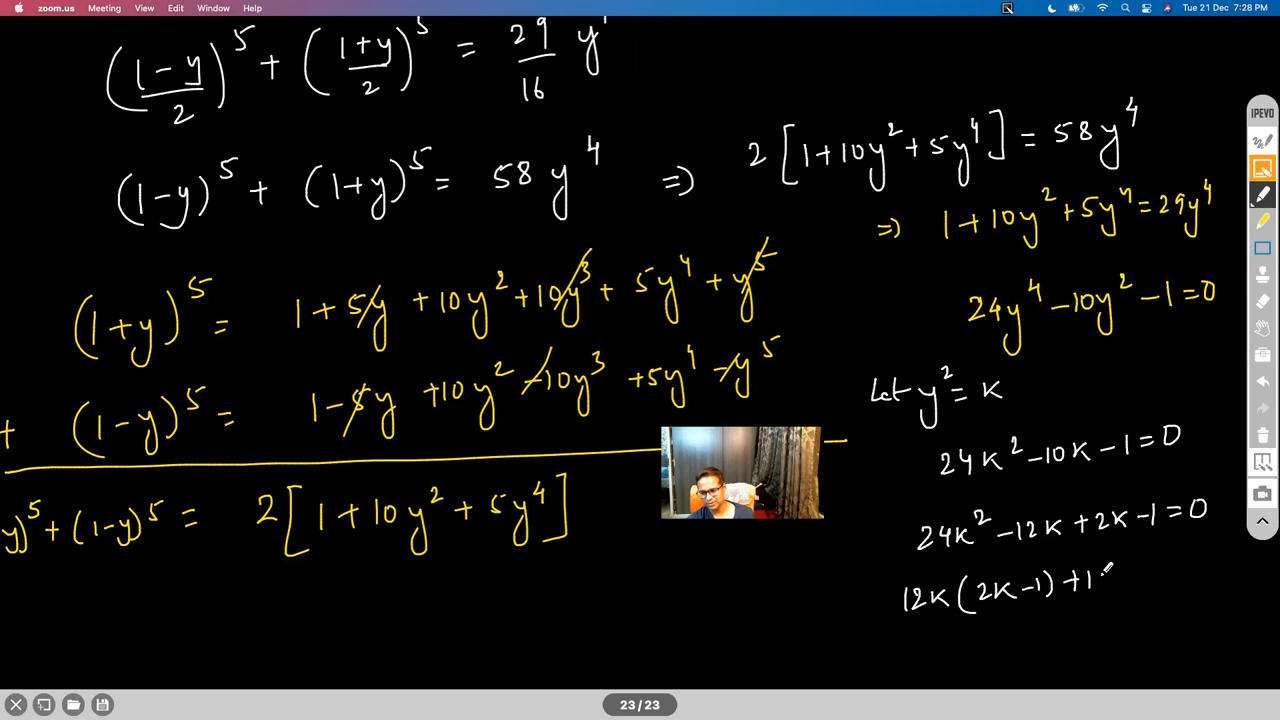 zoom.us Meeting View Edit Window Help Tue 21 Dec 7:28 PM
((1-y)/2)^5 + ((1+y)/2)^5 = 29/16 y
(1-y)^5 + (1+y)^5 = 58y^4 => 2[1+10y^2+5y^4] = 58y^4
=> 1+10y^2+5y^4=29y^4
24y^4-10y^2-1=0
(1+y)^5 = 1+5y+10y^2+10y^3+5y^4+y^5
(1-y)^5 = 1-5y+10y^2-10y^3+5y^4-y^5
+
y)^5+(1-y)^5 = 2[1+10y^2+5y^4]
Let y^2 = k
24k^2-10k-1=0
24k^2-12k+2k-1=0
12k(2k-1)+1
IPEVO
23/23